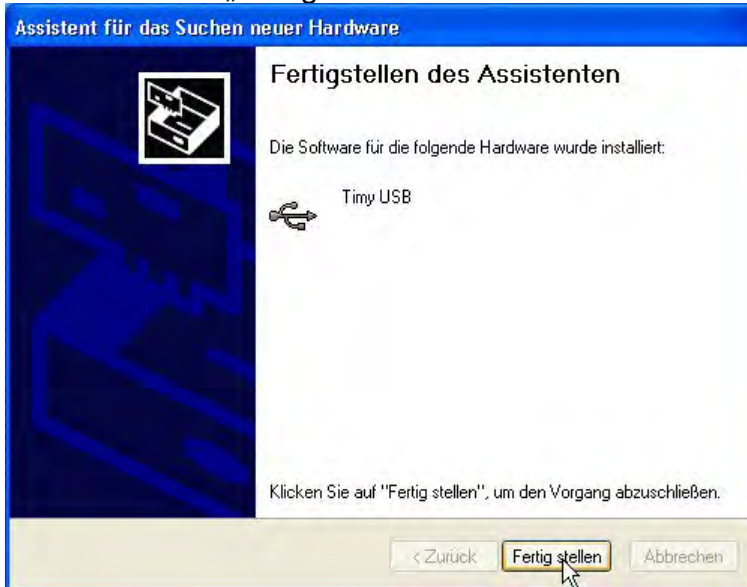 Assistent für das Suchen neuer Hardware
Fertigstellen des Assistenten
Die Software für die folgende Hardware wurde installiert:
Timy USB
Klicken Sie auf "Fertig stellen", um den Vorgang abzuschließen.
< Zurück Fertig stellen Abbrechen